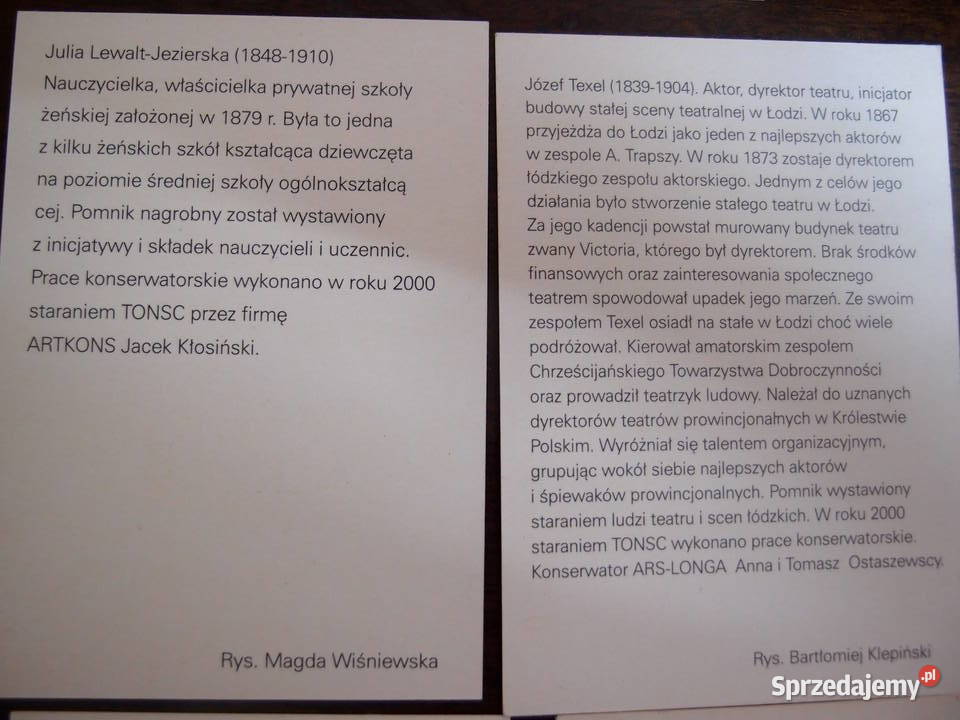 Julia Lewalt-Jezierska (1848-1910)
Nauczycielka, właścicielka prywatnej szkoły
żeńskiej założonej w 1879 r. Była to jedna
z kilku żeńskich szkół kształcąca dziewczęta
na poziomie średniej szkoły ogólnokształcą
cej. Pomnik nagrobny został wystawiony
z inicjatywy i składek nauczycieli i uczennic.
Prace konserwatorskie wykonano w roku 2000
staraniem TONSC przez firmę
ARTKONS Jacek Kłosiński.
Rys. Magda Wiśniewska
Józef Texel (1839-1904). Aktor, dyrektor teatru, inicjator
budowy stałej sceny teatralnej w Łodzi. W roku 1867
przyjeżdża do Łodzi jako jeden z najlepszych aktorów
w zespole A. Trapszy. W roku 1873 zostaje dyrektorem
łódzkiego zespołu aktorskiego. Jednym z celów jego
działania było stworzenie stałego teatru w Łodzi.
Za jego kadencji powstał murowany budynek teatru
zwany Victoria, którego był dyrektorem. Brak środków
finansowych oraz zainteresowania społecznego
teatrem spowodował upadek jego marzeń. Ze swoim
zespołem Texel osiadł na stałe w Łodzi choć wiele
podróżował. Kierował amatorskim zespołem
Chrześcijańskiego Towarzystwa Dobroczynności
oraz prowadził teatrzyk ludowy. Należał do uznanych
dyrektorów teatrów prowincjonałnych w Królestwie
Polskim. Wyróżniał się talentem organizacyjnym,
grupując wokół siebie najlepszych aktorów
i śpiewaków prowincjonalnych. Pomnik wystawiony
staraniem ludzi teatru i scen łódzkich. W roku 2000
staraniem TONSC wykonano prace konserwatorskie.
Konserwator ARS-LONGA Anna i Tomasz Ostaszewscy.
Rys. Bartłomiej Klepiński
Sprzedajemy.pl